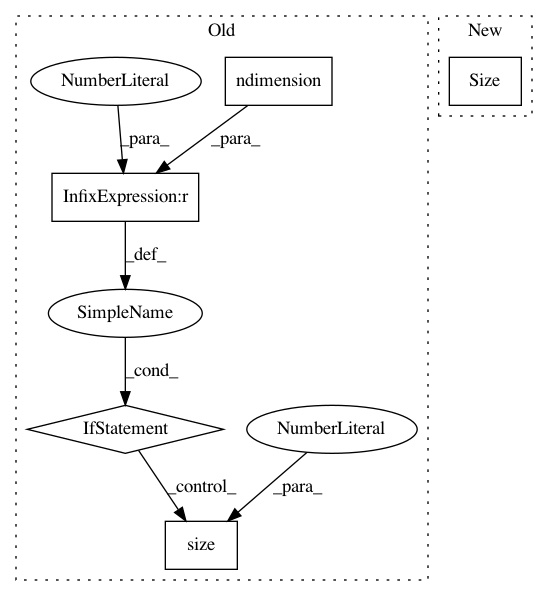 Old
New
NumberLiteral
ndimension
Size
_para_
_para_
InfixExpression:r
_def_
SimpleName
_cond_
IfStatement
NumberLiteral
_control_
_para_
size